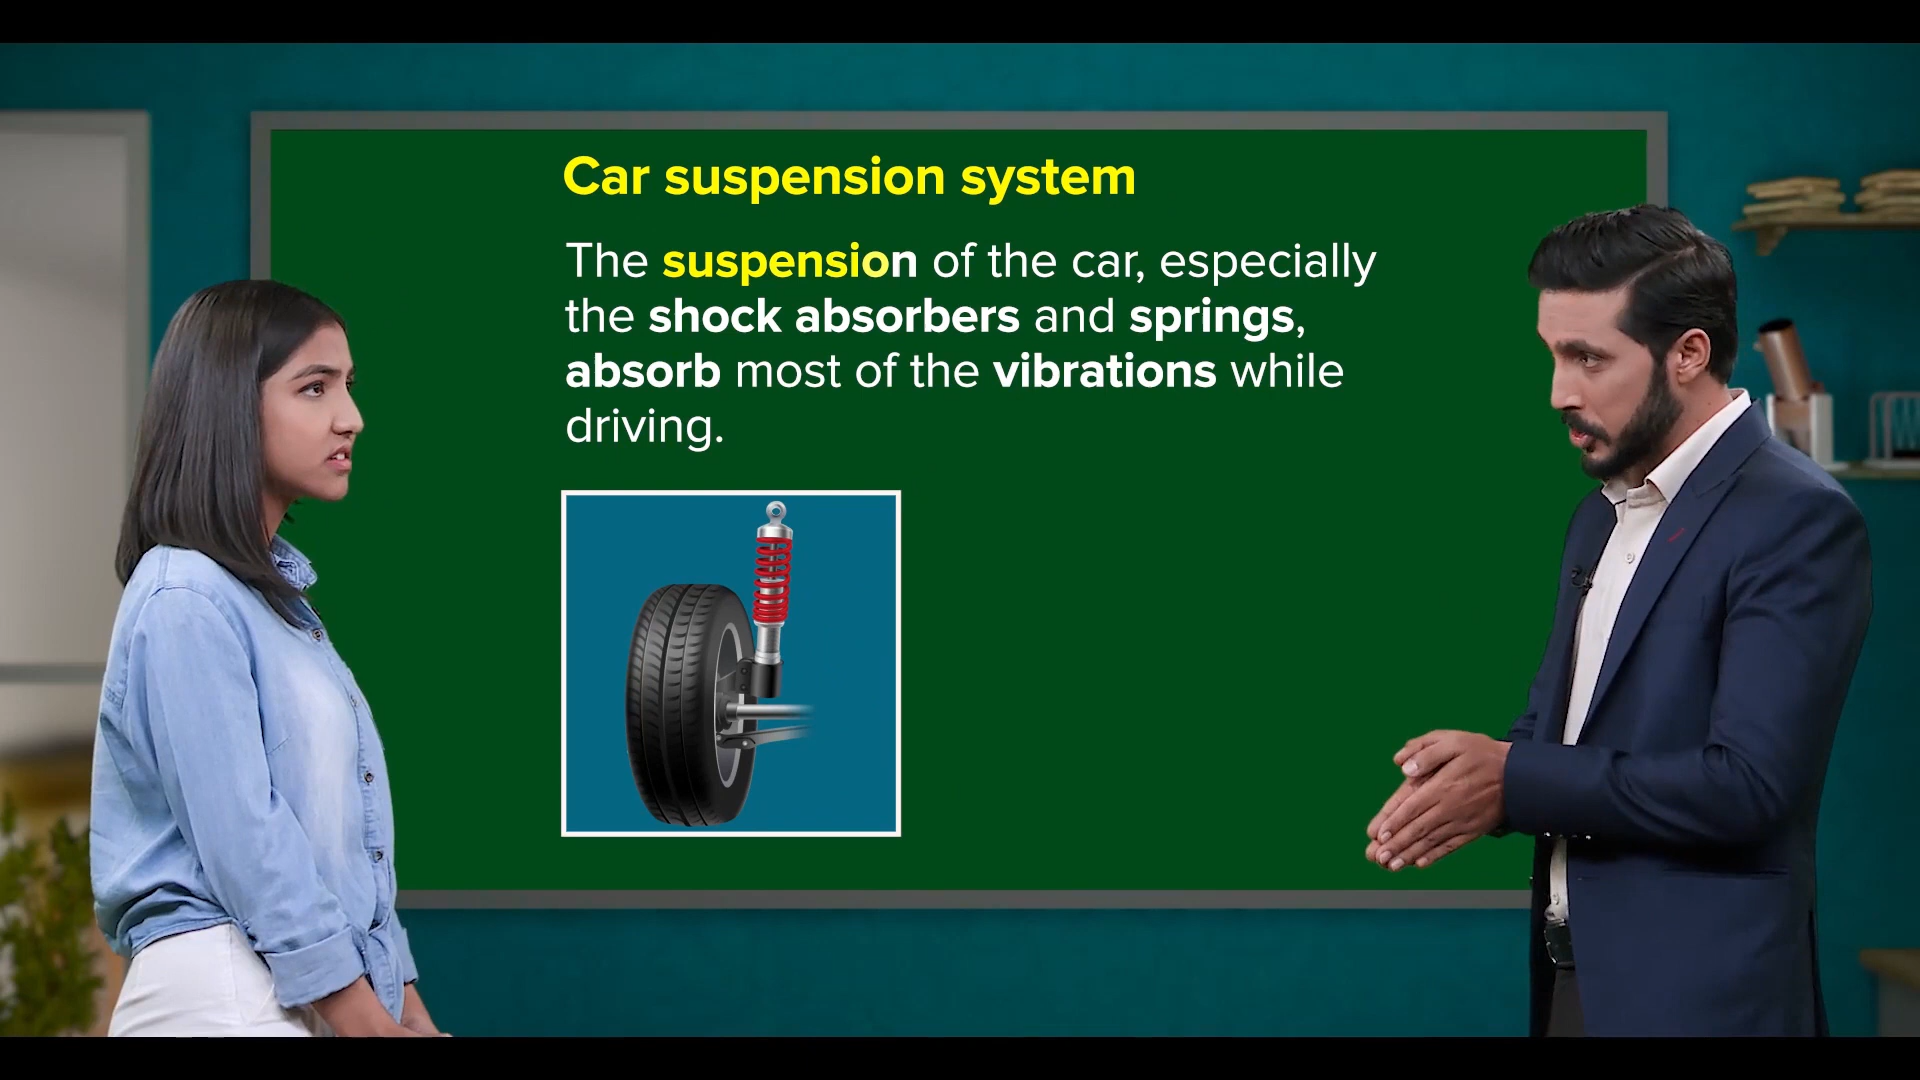 Car suspension system
The suspension of the car, especially
the shock absorbers and springs,
absorb most of the vibrations while
driving.